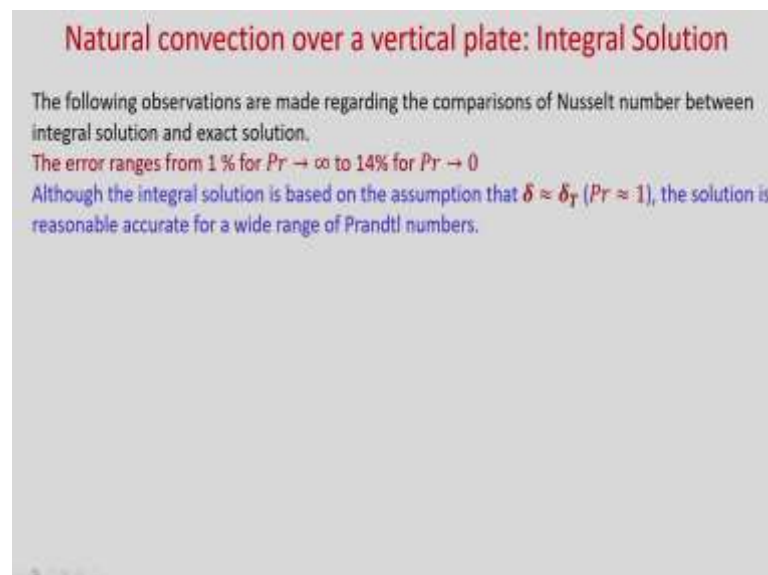 Natural convection over a vertical plate: Integral Solution
The following observations are made regarding the comparisons of Nusselt number between
integral solution and exact solution.
The error ranges from 1 % for Pr → ∞ to 14% for Pr → 0
Although the integral solution is based on the assumption that δ ≈ δ_T (Pr ≈ 1), the solution is
reasonable accurate for a wide range of Prandtl numbers.